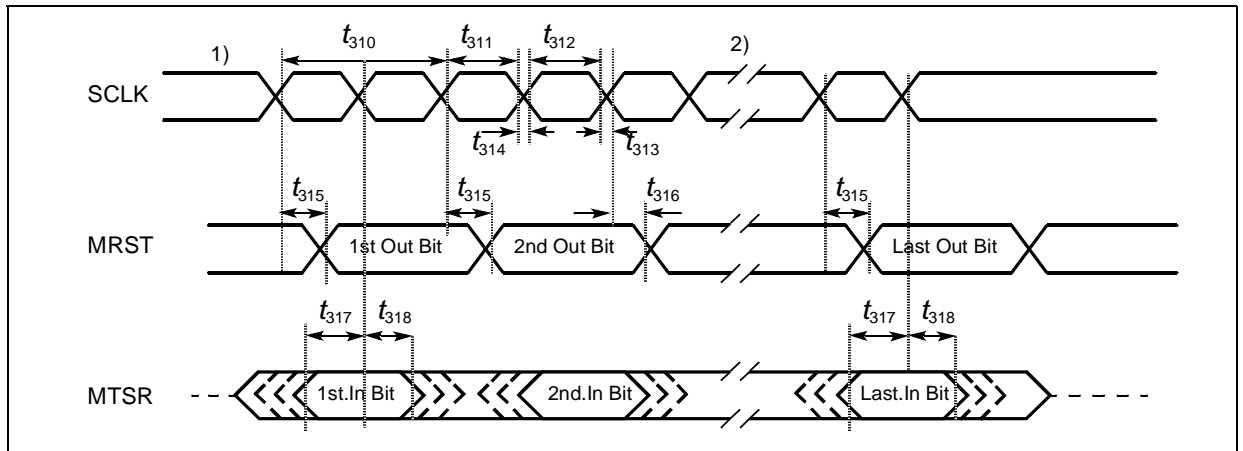 1) t310 t311 t312 2)
SCLK
t314 t313
t315 t315 t316 t315
MRST 1st Out Bit 2nd Out Bit Last Out Bit
t317 t318 t317 t318
MTSR 1st.In Bit 2nd.In Bit Last.In Bit